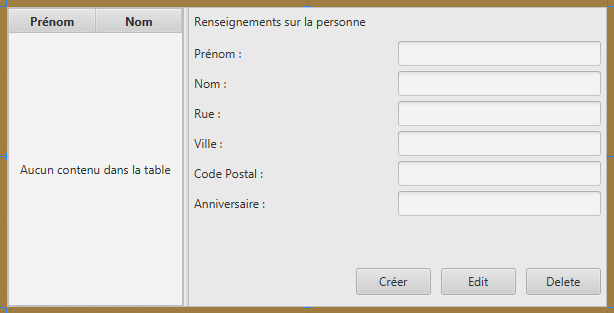 Prénom Nom
Aucun contenu dans la table
Renseignements sur la personne
Prénom :
Nom :
Rue :
Ville :
Code Postal :
Anniversaire :
Créer Edit Delete